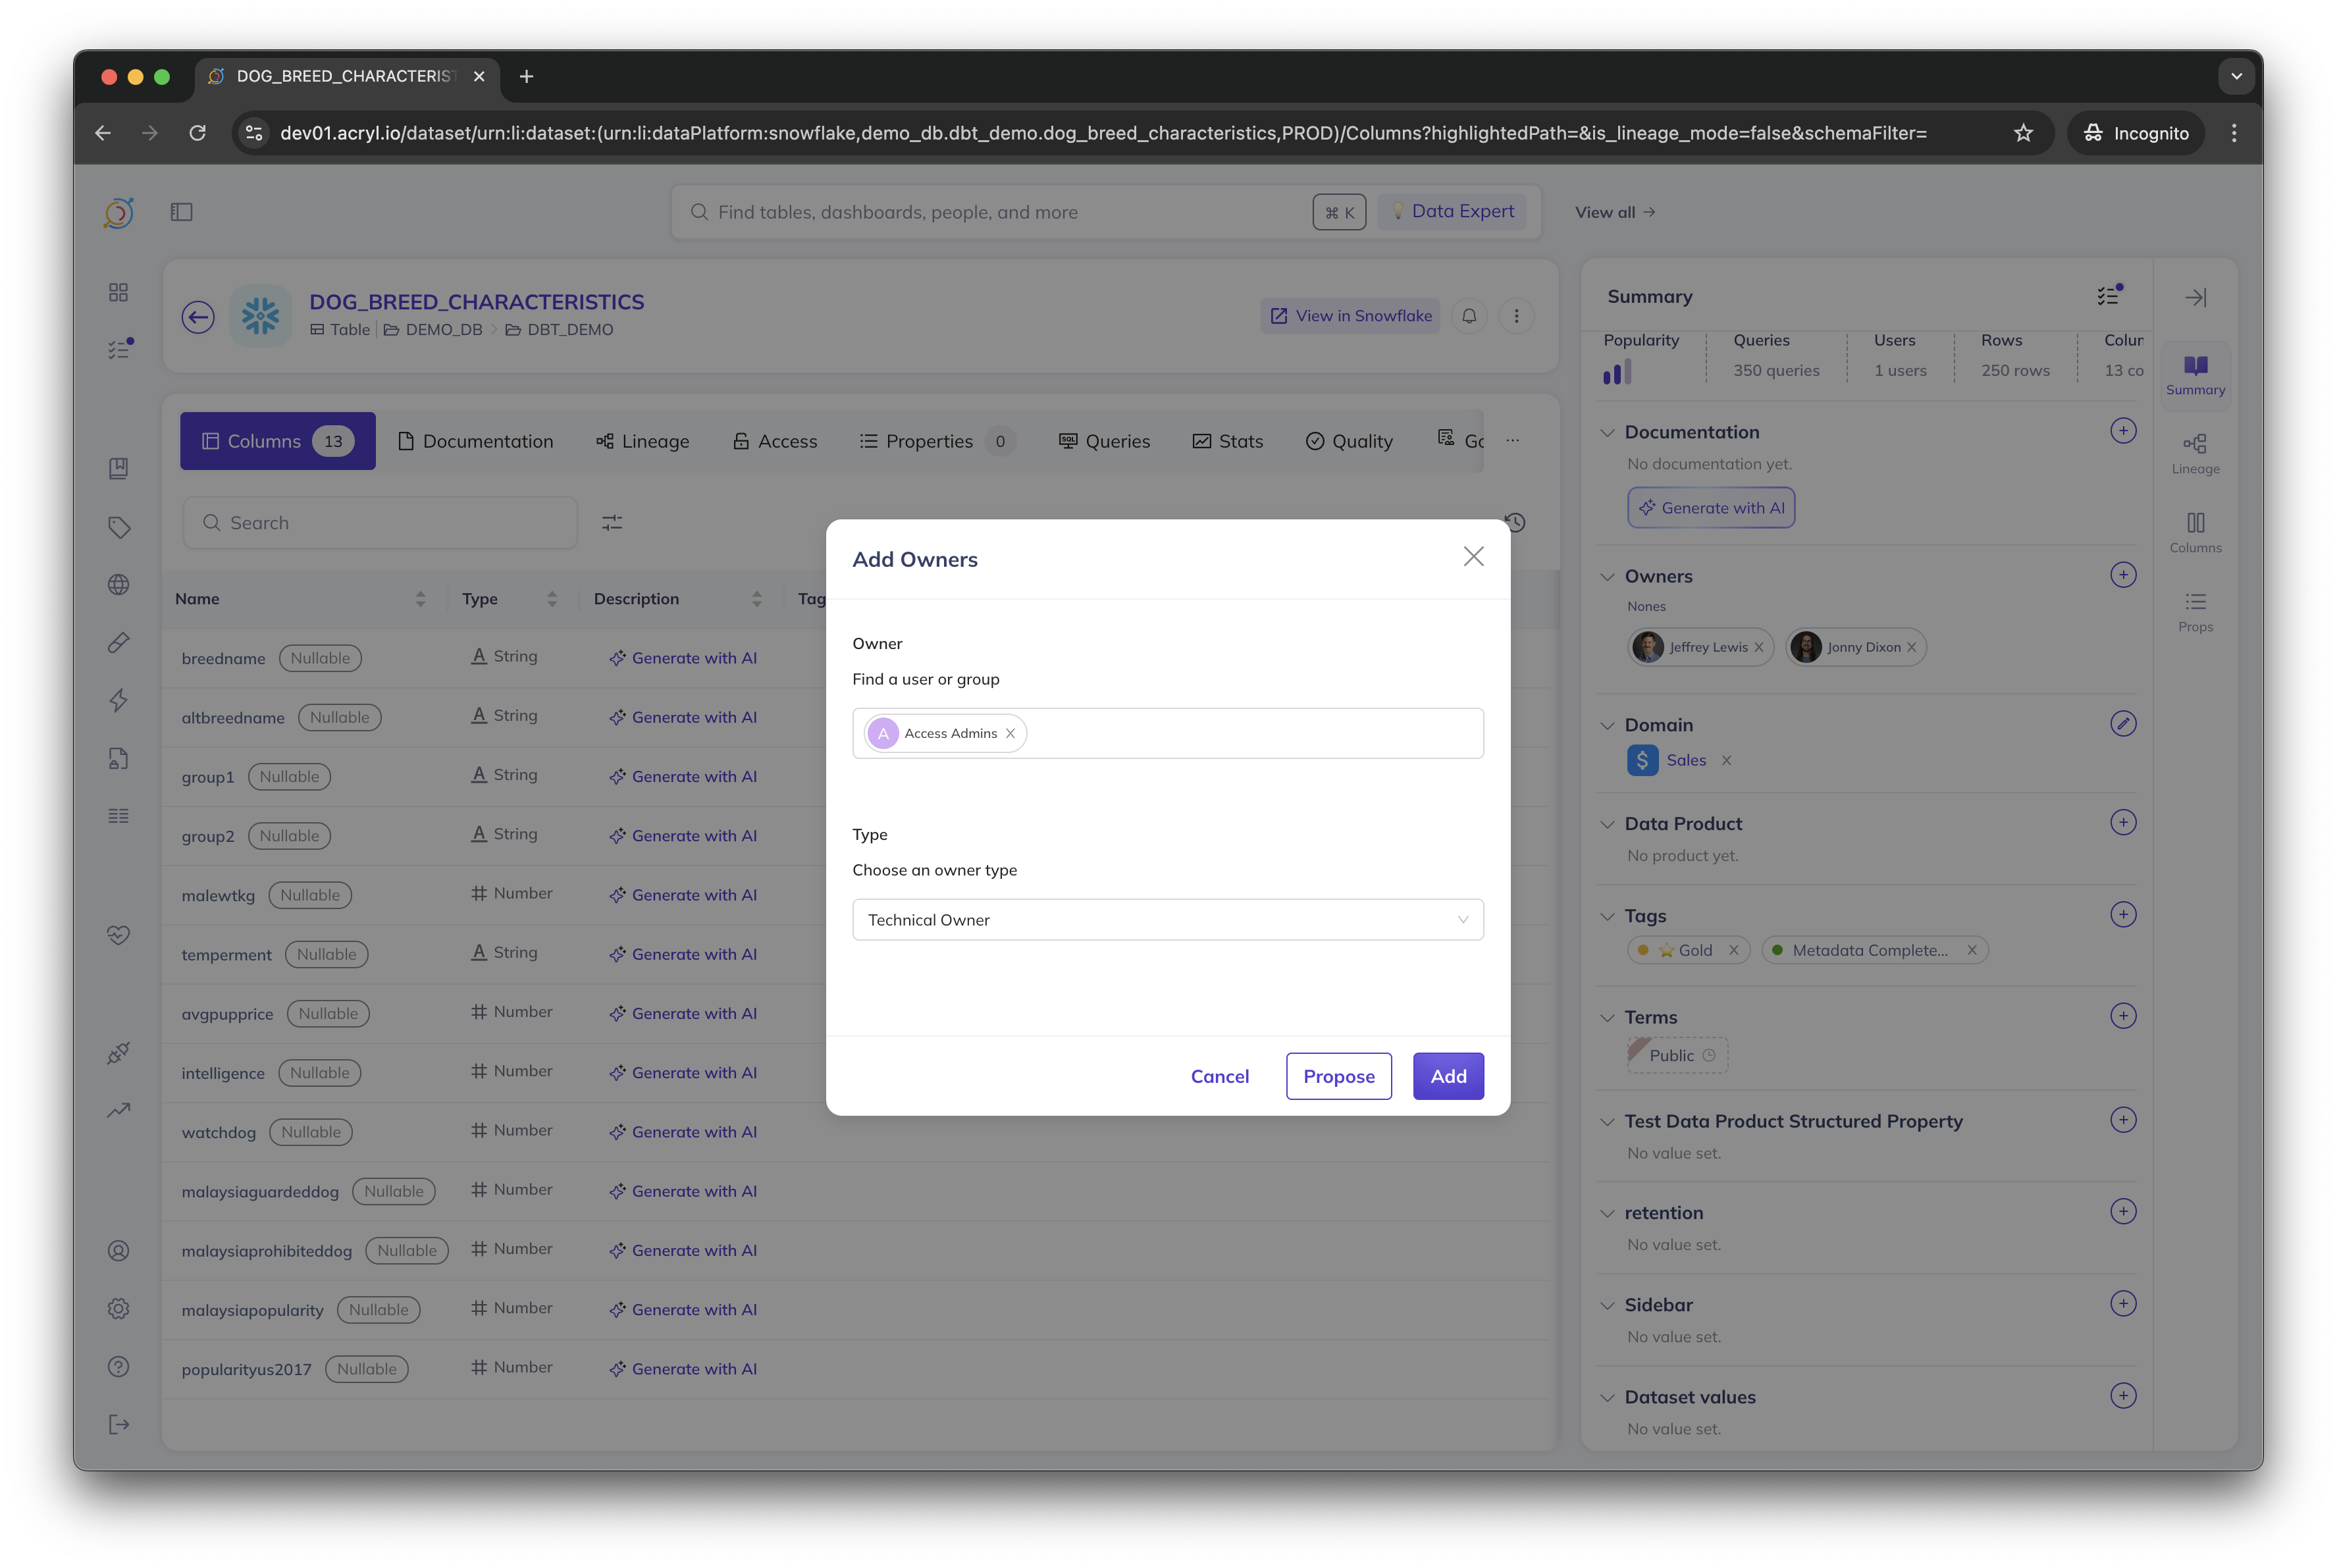 DOG_BREED_CHARACTERIST
dev01.acryl.io/dataset/urn:li:dataset:(urn:li:dataPlatform:snowflake,demo_db.dbt_demo.dog_breed_characteristics,PROD)/Columns?highlightedPath=&is_lineage_mode=false&schemaFilter=
Incognito
Find tables, dashboards, people, and more
⌘ K
Data Expert
View all →
DOG_BREED_CHARACTERISTICS
Table DEMO_DB > DBT_DEMO
View in Snowflake
Columns 13 Documentation Lineage Access Properties 0 Queries Stats Quality Go ...
Search
Name Type Description Tag
breedname Nullable String Generate with AI
altbreedname Nullable String Generate with AI
group1 Nullable String Generate with AI
group2 Nullable String Generate with AI
malewtkg Nullable Number Generate with AI
temperment Nullable String Generate with AI
avgpupprice Nullable Number Generate with AI
intelligence Nullable Number Generate with AI
watchdog Nullable Number Generate with AI
malaysiaguardeddog Nullable Number Generate with AI
malaysiaprohibiteddog Nullable Number Generate with AI
malaysiapopularity Nullable Number Generate with AI
popularityus2017 Nullable Number Generate with AI
Add Owners
Owner
Find a user or group
A Access Admins
Type
Choose an owner type
Technical Owner
Cancel Propose Add
Summary
Popularity Queries Users Rows Colum
350 queries 1 users 250 rows 13 co
Documentation
No documentation yet.
Generate with AI
Owners
Nones
Jeffrey Lewis Jonny Dixon
Domain
$ Sales
Data Product
No product yet.
Tags
Gold Metadata Complete...
Terms
Public
Test Data Product Structured Property
No value set.
retention
No value set.
Sidebar
No value set.
Dataset values
No value set.
Summary
Lineage
Columns
Props